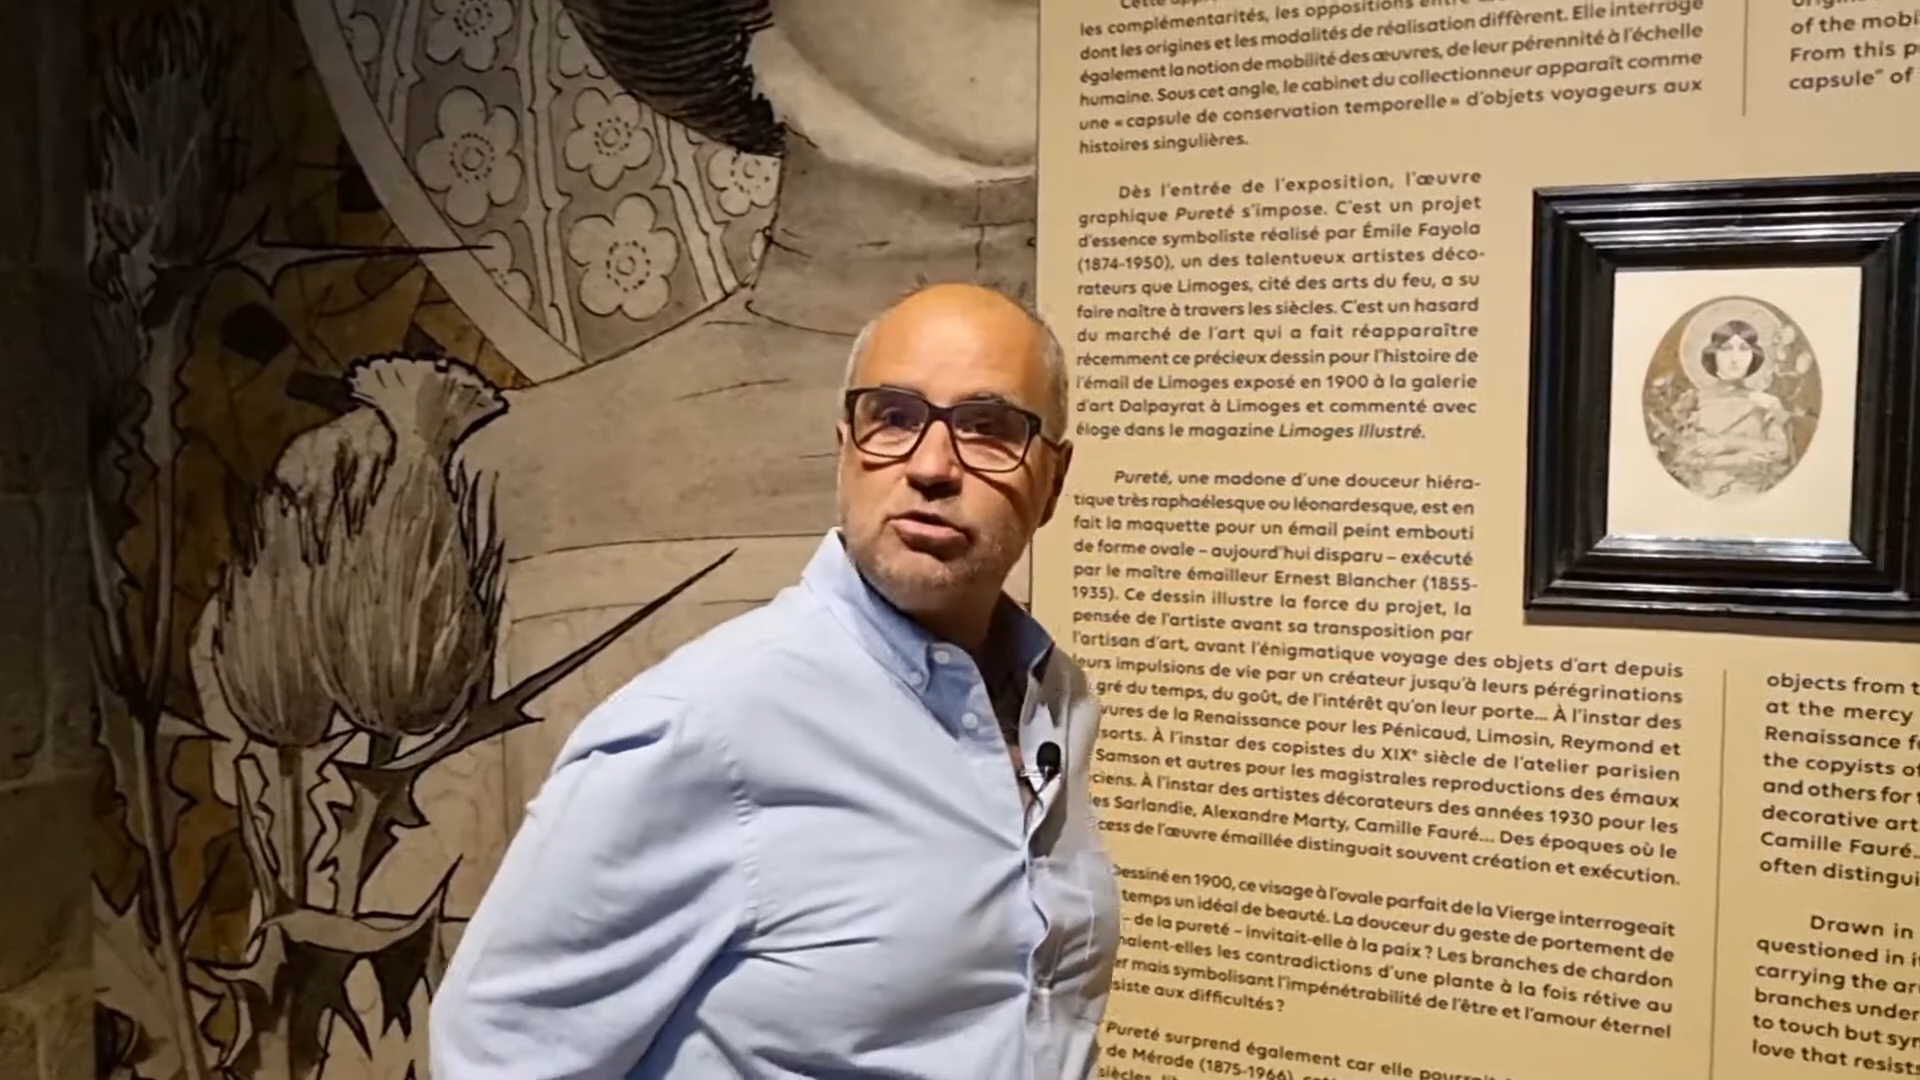 les complémentarités, les oppositions
dont les origines et les modalités de réalisation diffèrent. Elle interroge
également la notion de mobilité des œuvres, de leur pérennité à l'échelle
humaine. Sous cet angle, le cabinet du collectionneur apparaît comme
une « capsule de conservation temporelle » d'objets voyageurs aux
histoires singulières.
Dès l'entrée de l'exposition, l'œuvre
graphique Pureté s'impose. C'est un projet
d'essence symboliste réalisé par Émile Fayola
(1874-1950), un des talentueux artistes déco-
rateurs que Limoges, cité des arts du feu, a su
faire naître à travers les siècles. C'est un hasard
du marché de l'art qui a fait réapparaître
récemment ce précieux dessin pour l'histoire de
l'émail de Limoges exposé en 1900 à la galerie
d'art Dalpayrat à Limoges et commenté avec
éloge dans le magazine Limoges Illustré.
Pureté, une madone d'une douceur hiéra-
tique très raphaélesque ou léonardesque, est en
fait la maquette pour un émail peint embouti
de forme ovale – aujourd'hui disparu – exécuté
par le maître émailleur Ernest Blancher (1855-
1935). Ce dessin illustre la force du projet, la
pensée de l'artiste avant sa transposition par
l'artisan d'art, avant l'énigmatique voyage des objets d'art depuis
leurs impulsions de vie par un créateur jusqu'à leurs pérégrinations
gré du temps, du goût, de l'intérêt qu'on leur porte... À l'instar des
de la Renaissance pour les Pénicaud, Limosin, Reymond et
sorts. À l'instar des copistes du XIXe siècle de l'atelier parisien
Samson et autres pour les magistrales reproductions des émaux
ciens. À l'instar des artistes décorateurs des années 1930 pour les
Sarlandie, Alexandre Marty, Camille Fauré... Des époques où le
cess de l'œuvre émaillée distinguait souvent création et exécution.
Dessiné en 1900, ce visage à l'ovale parfait de la Vierge interrogeait
temps un idéal de beauté. La douceur du geste de portement de
– de la pureté – invitait-elle à la paix ? Les branches de chardon
naient-elles les contradictions d'une plante à la fois rétive au
mais symbolisant l'impénétrabilité de l'être et l'amour éternel
siste aux difficultés ?
Pureté surprend également car elle
de Mérode (1875-1966),
of the mobi
From this p
capsule" of
objects from t
at the mercy
Renaissance f
the copyists of
and others for
decorative art
Camille Fauré..
often distingui
Drawn in
questioned in i
carrying the ar
branches under
to touch but syr
love that resists